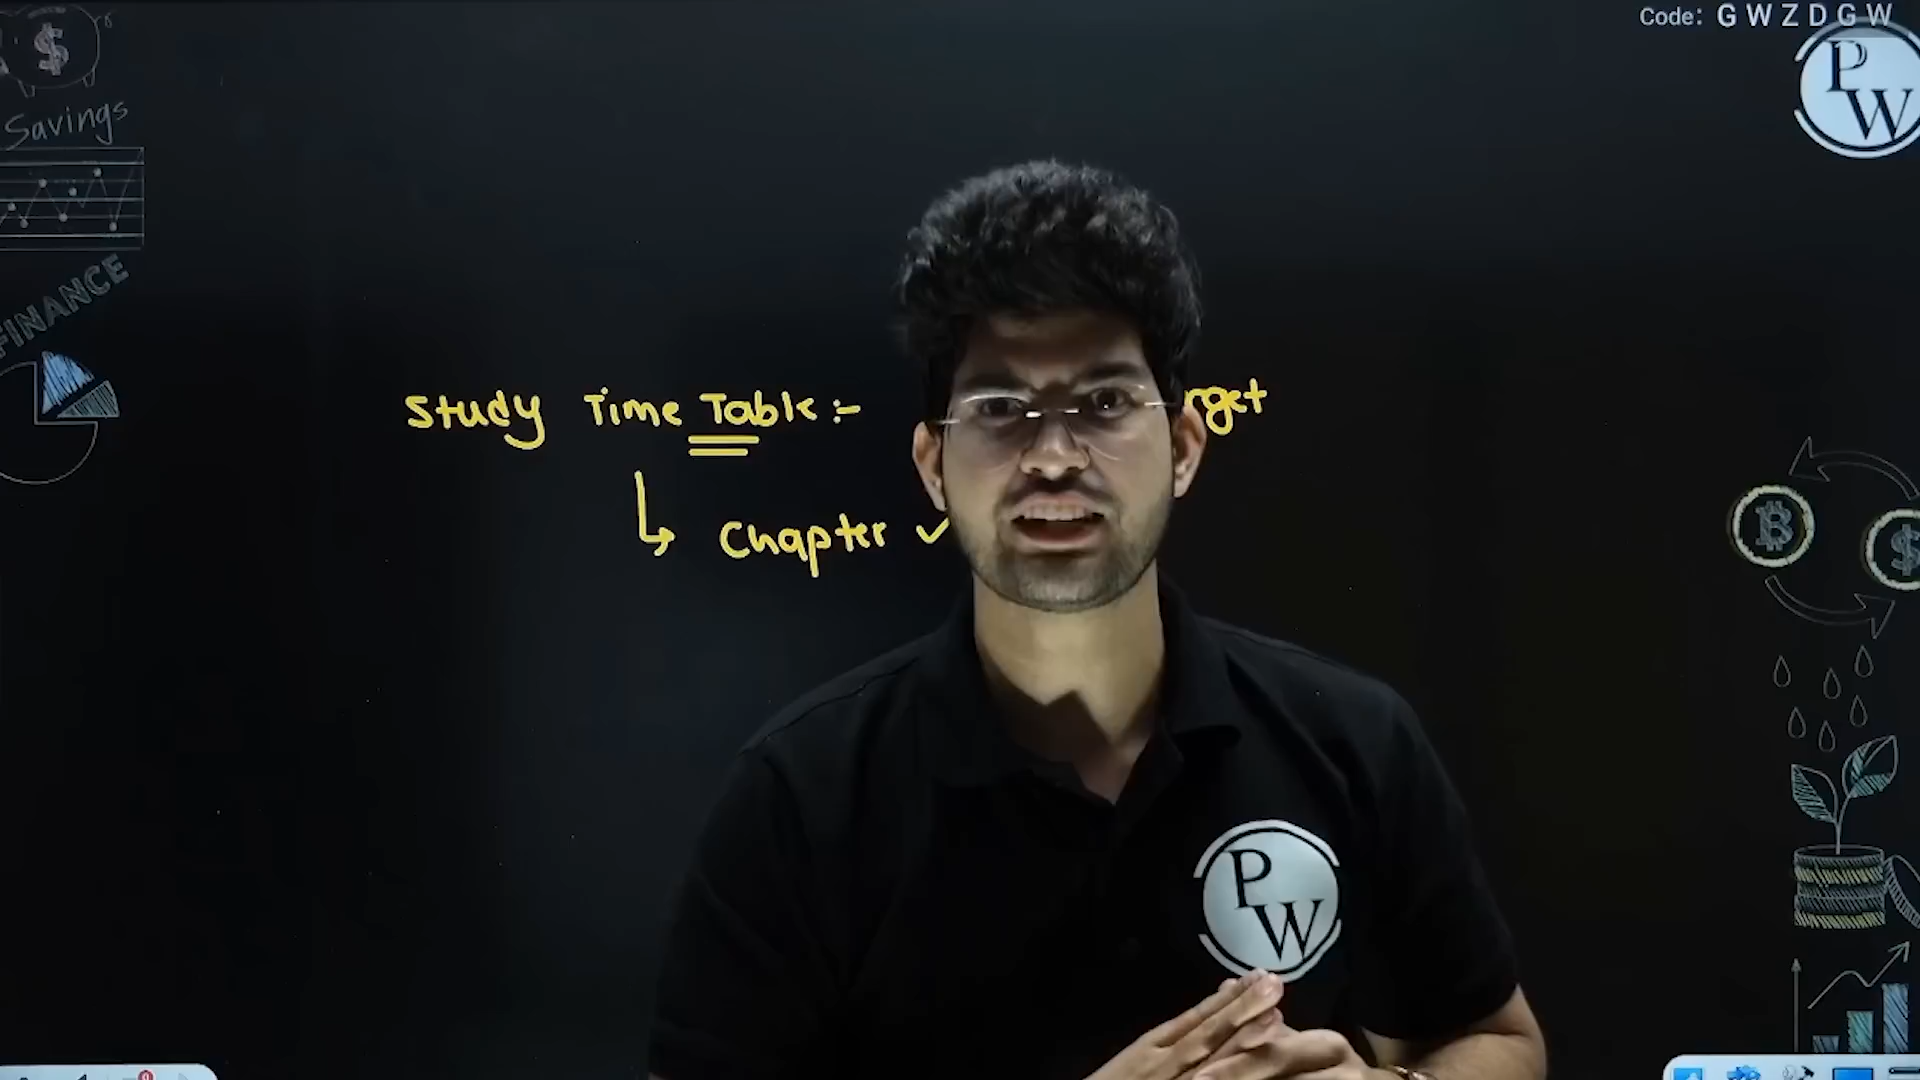 Code: GWZDGW
PW
$
Savings
FINANCE
Study Time Table :- rget
↳ Chapter ✓
B
$
PW